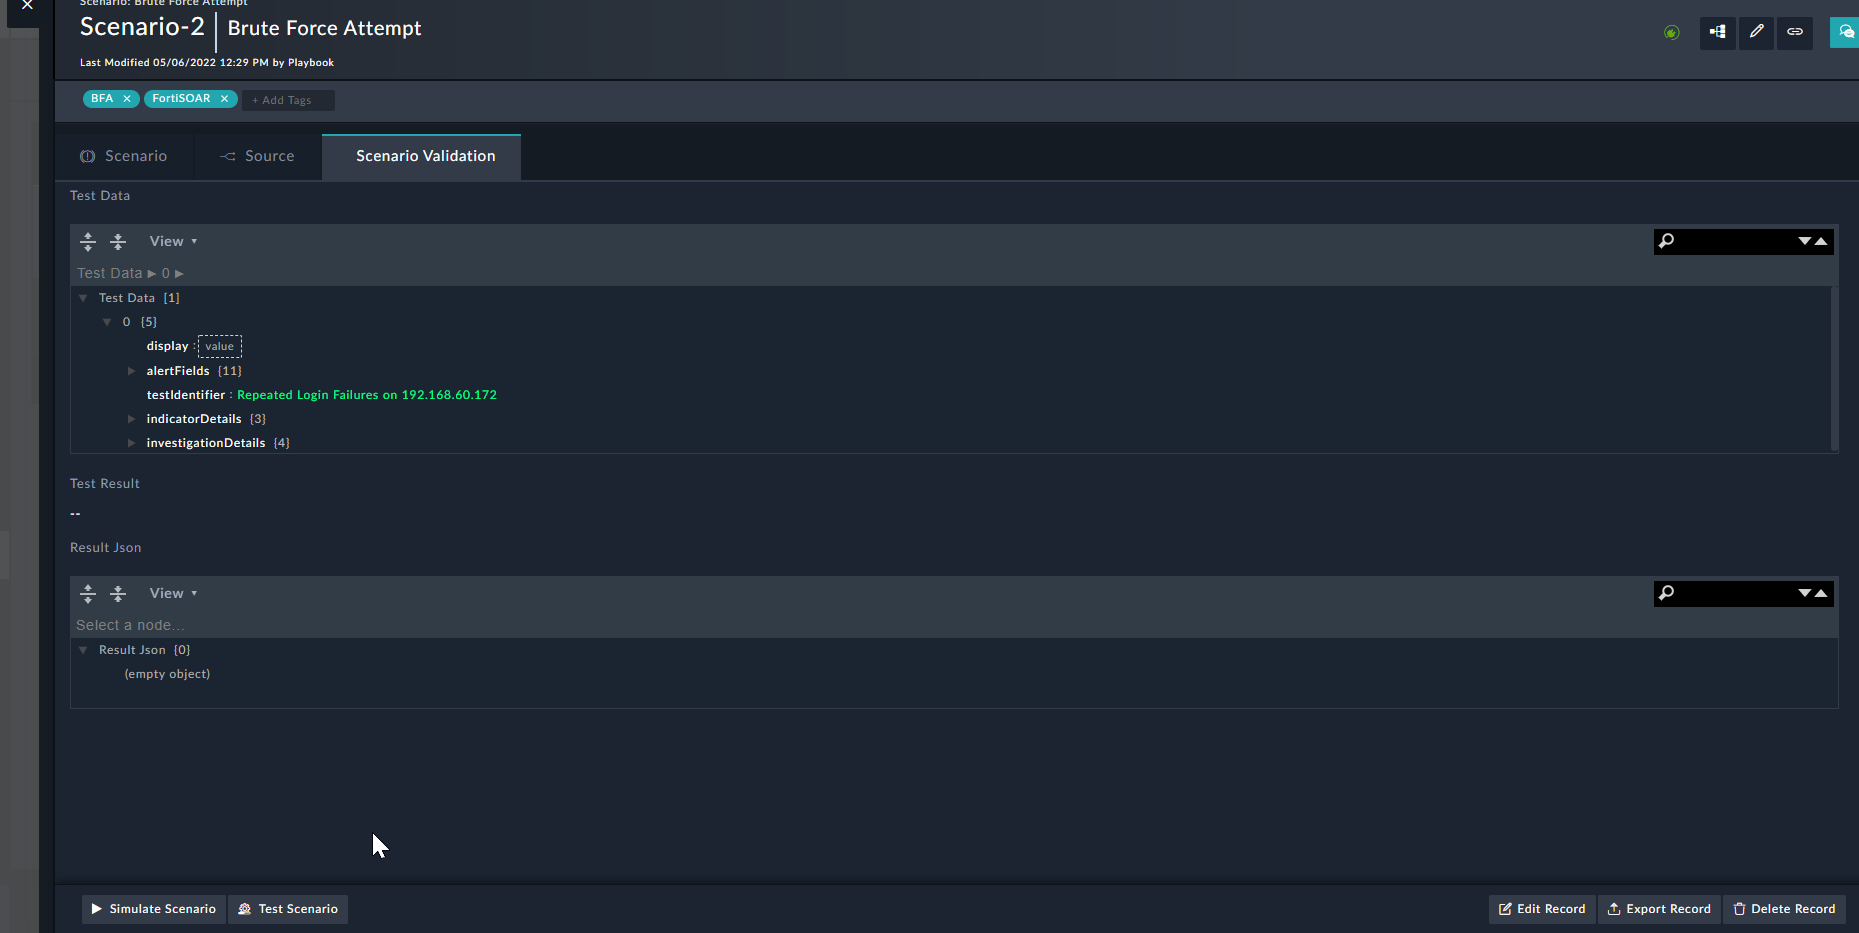 Scenario: Brute Force Attempt
Scenario-2 Brute Force Attempt
Last Modified 05/06/2022 12:29 PM by Playbook
BFA × FortiSOAR × + Add Tags
Scenario Source Scenario Validation
Test Data
View ▼
Test Data ► 0 ►
Test Data [1]
0 {5}
display : value
alertFields {11}
testIdentifier : Repeated Login Failures on 192.168.60.172
indicatorDetails {3}
investigationDetails {4}
Test Result
--
Result Json
View ▼
Select a node...
Result Json {0}
(empty object)
Simulate Scenario Test Scenario Edit Record Export Record Delete Record